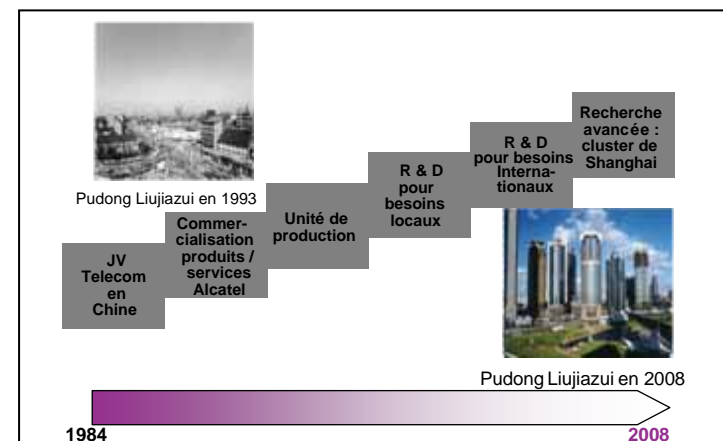 Pudong Liujiazui en 1993
JV
Telecom
en
Chine
Commer-
cialisation
produits /
services
Alcatel
Unité de
production
R & D
pour
besoins
locaux
R & D
pour besoins
Interna-
tionaux
Recherche
avancée :
cluster de
Shanghai
Pudong Liujiazui en 2008
1984
2008